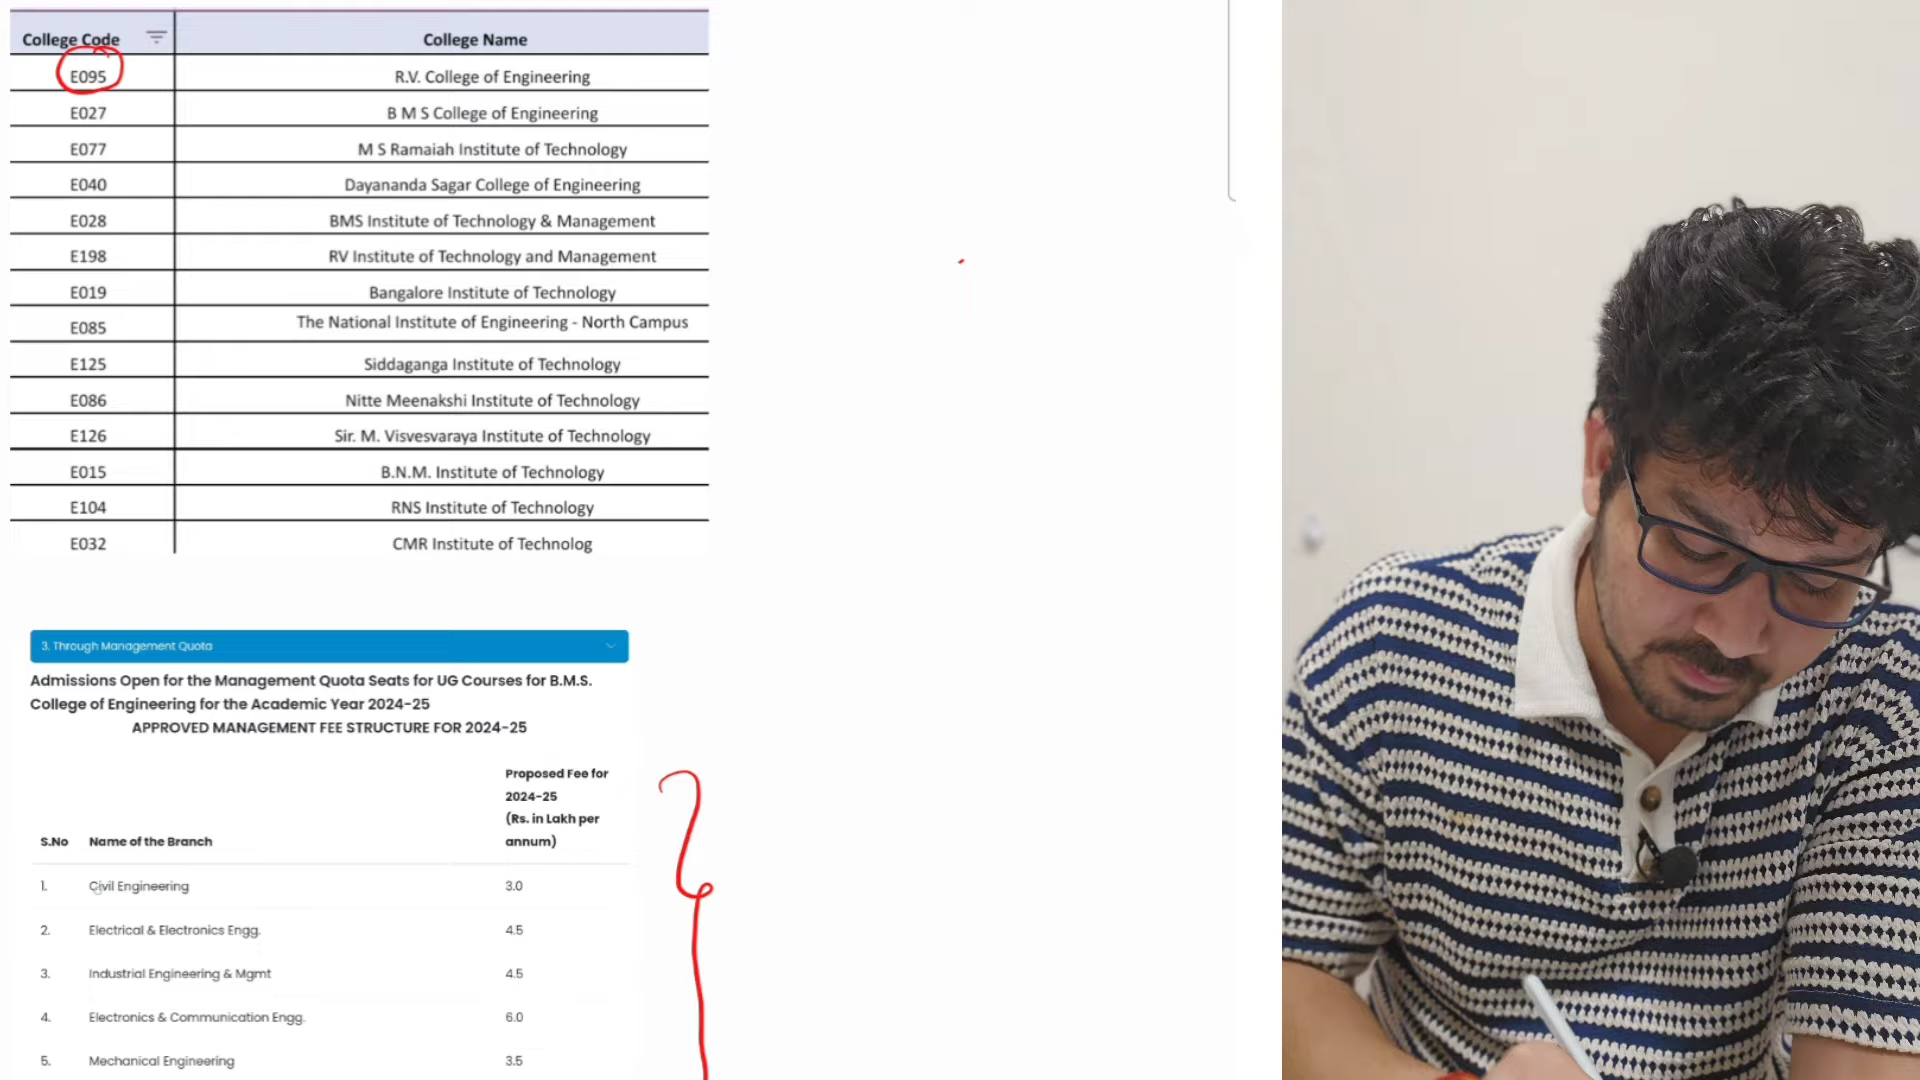 College Code College Name
E095 R.V. College of Engineering
E027 B M S College of Engineering
E077 M S Ramaiah Institute of Technology
E040 Dayananda Sagar College of Engineering
E028 BMS Institute of Technology & Management
E198 RV Institute of Technology and Management
E019 Bangalore Institute of Technology
E085 The National Institute of Engineering - North Campus
E125 Siddaganga Institute of Technology
E086 Nitte Meenakshi Institute of Technology
E126 Sir. M. Visvesvaraya Institute of Technology
E015 B.N.M. Institute of Technology
E104 RNS Institute of Technology
E032 CMR Institute of Technolog
3. Through Management Quota
Admissions Open for the Management Quota Seats for UG Courses for B.M.S.
College of Engineering for the Academic Year 2024-25
APPROVED MANAGEMENT FEE STRUCTURE FOR 2024-25
Proposed Fee for
2024-25
(Rs. in Lakh per
S.No Name of the Branch annum)
1. Civil Engineering 3.0
2. Electrical & Electronics Engg. 4.5
3. Industrial Engineering & Mgmt 4.5
4. Electronics & Communication Engg. 6.0
5. Mechanical Engineering 3.5